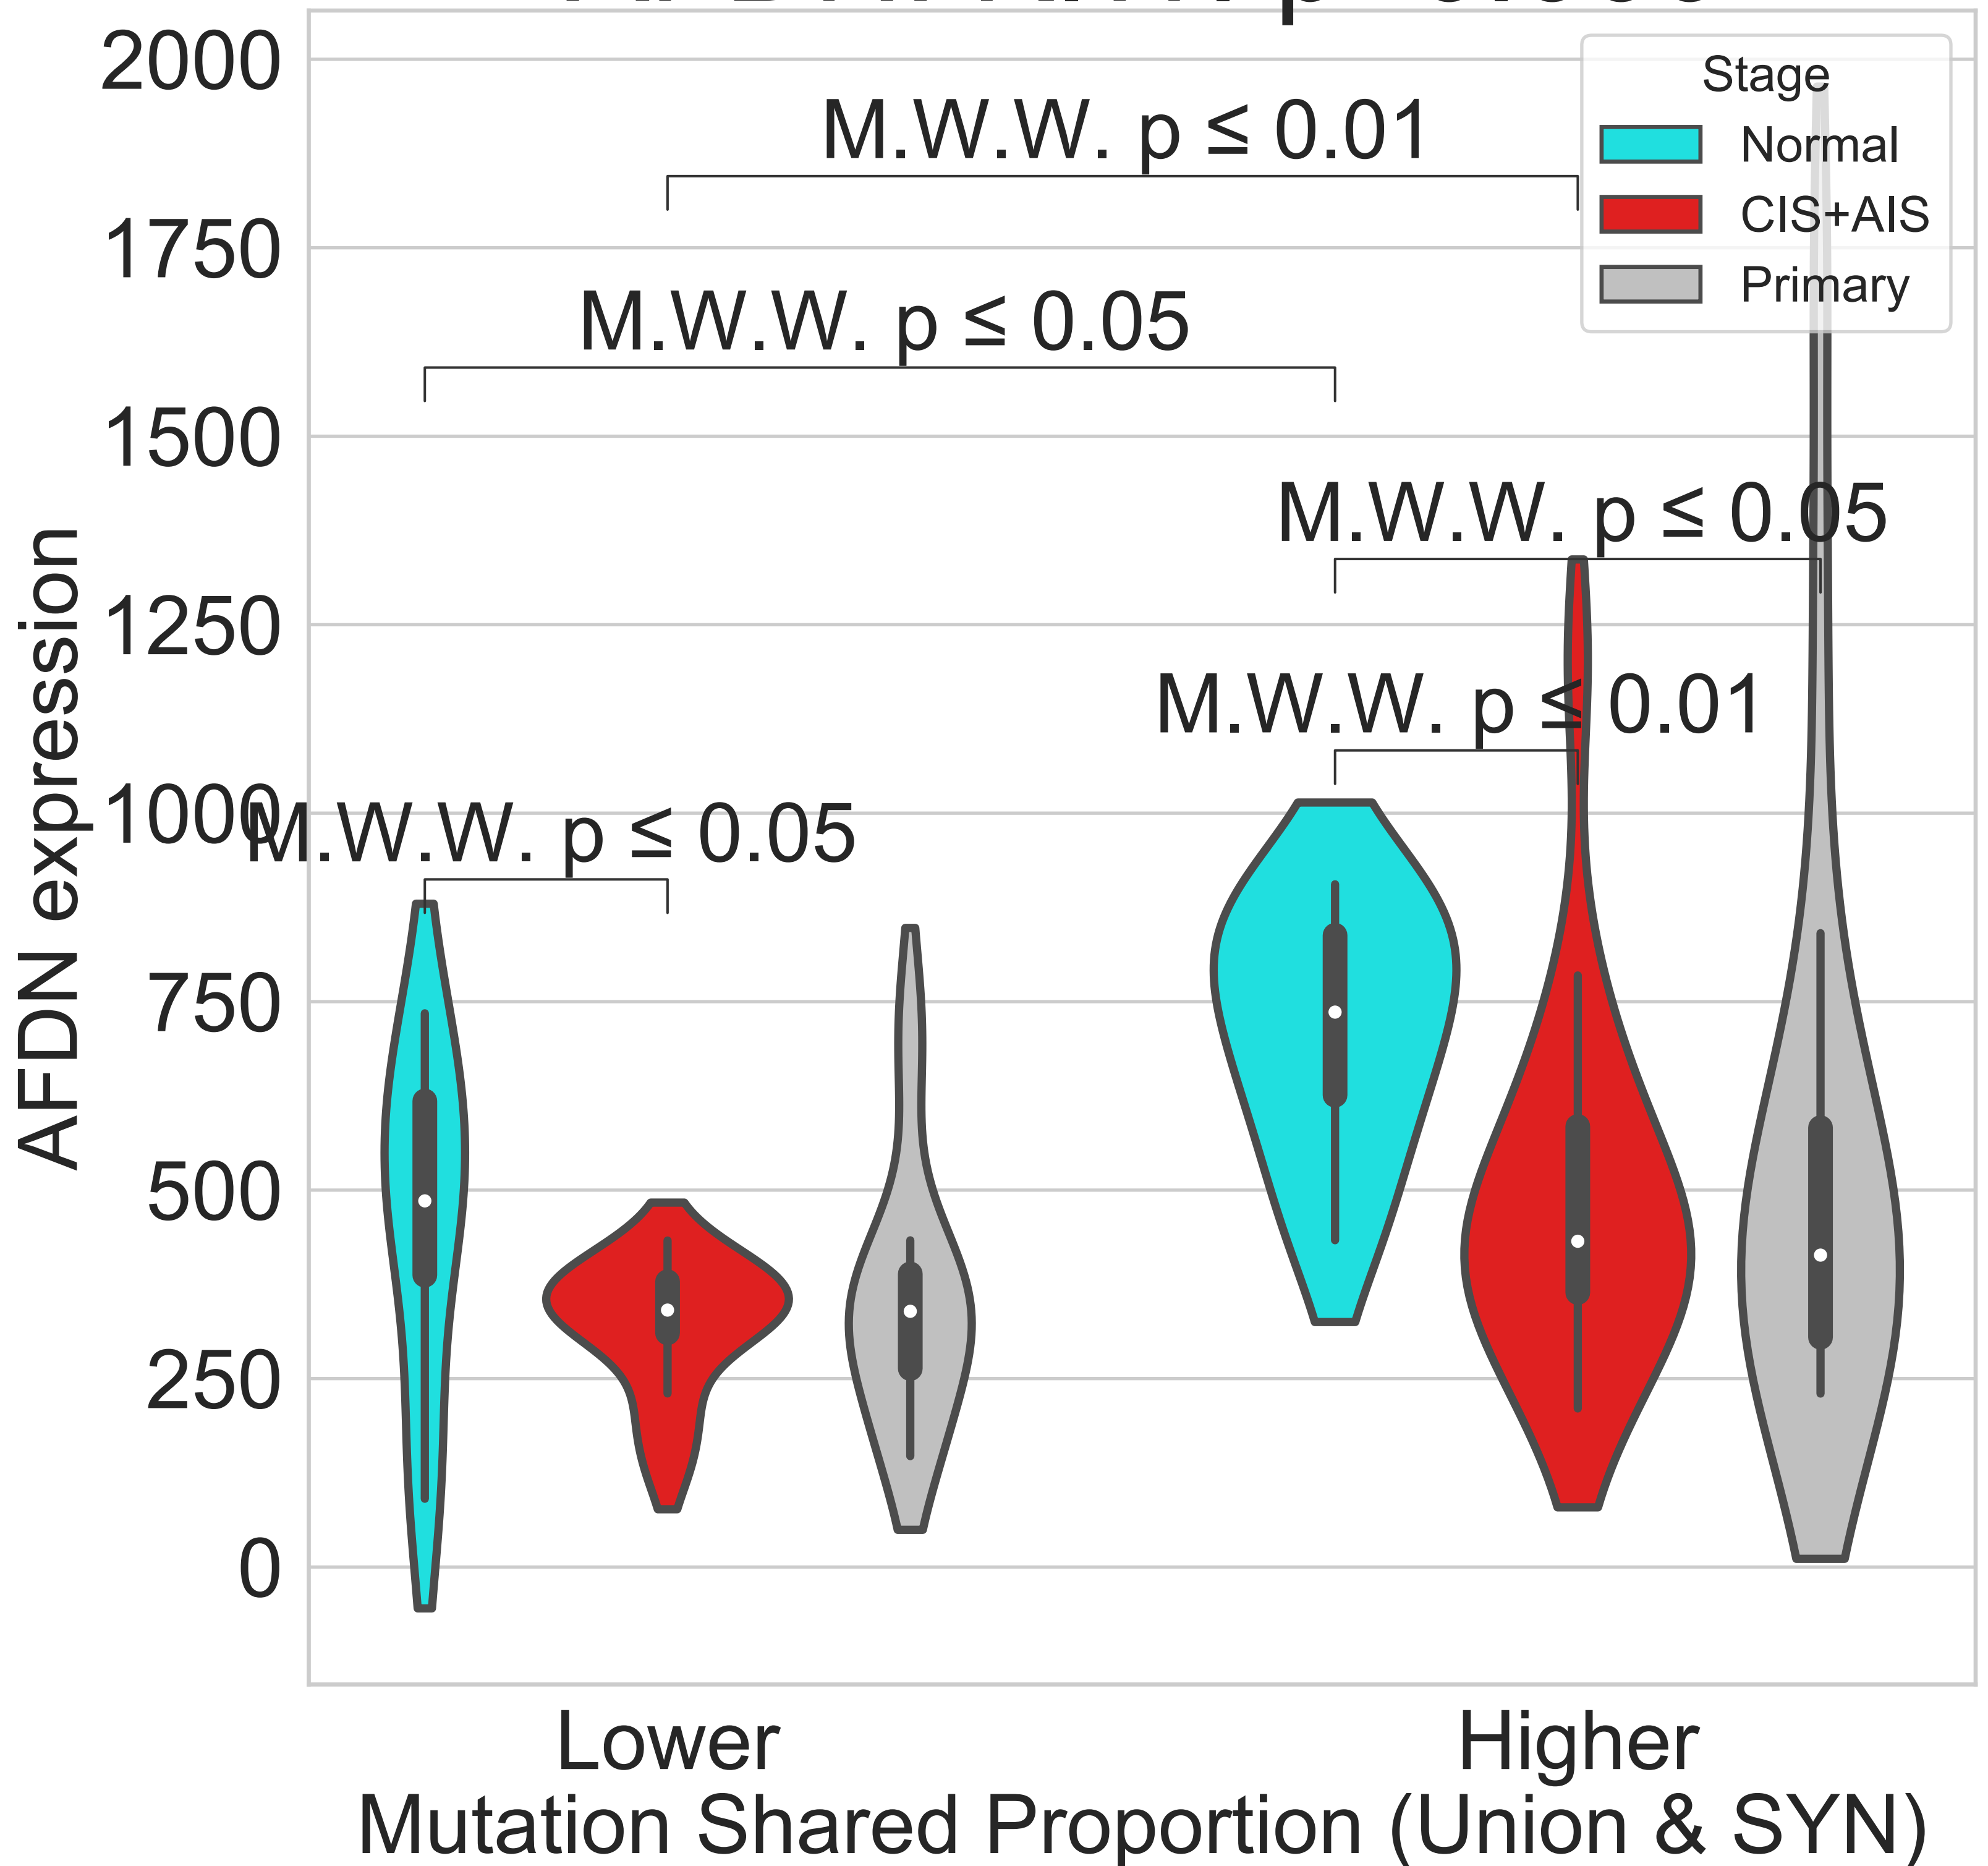 2000
1750
1500
1250
1000
750
500
250
0
AFDN expression
M.W.W. p ≤ 0.01
M.W.W. p ≤ 0.05
M.W.W. p ≤ 0.05
M.W.W. p ≤ 0.01
M.W.W. p ≤ 0.05
Stage
Normal
CIS+AIS
Primary
Lower
Higher
Mutation Shared Proportion (Union & SYN)